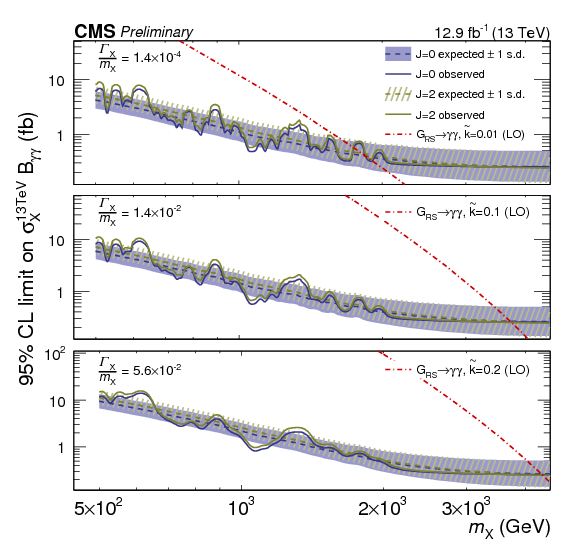 CMS Preliminary 12.9 fb⁻¹ (13 TeV)
Γ_X/m_X = 1.4×10⁻⁴
J=0 expected ± 1 s.d.
J=0 observed
J=2 expected ± 1 s.d.
J=2 observed
G_RS→γγ, k̃=0.01 (LO)
10
1
Γ_X/m_X = 1.4×10⁻²
G_RS→γγ, k̃=0.1 (LO)
10
1
95% CL limit on σ_X^13TeV B_γγ (fb)
Γ_X/m_X = 5.6×10⁻²
G_RS→γγ, k̃=0.2 (LO)
10²
10
1
5×10² 10³ 2×10³ 3×10³
m_X (GeV)